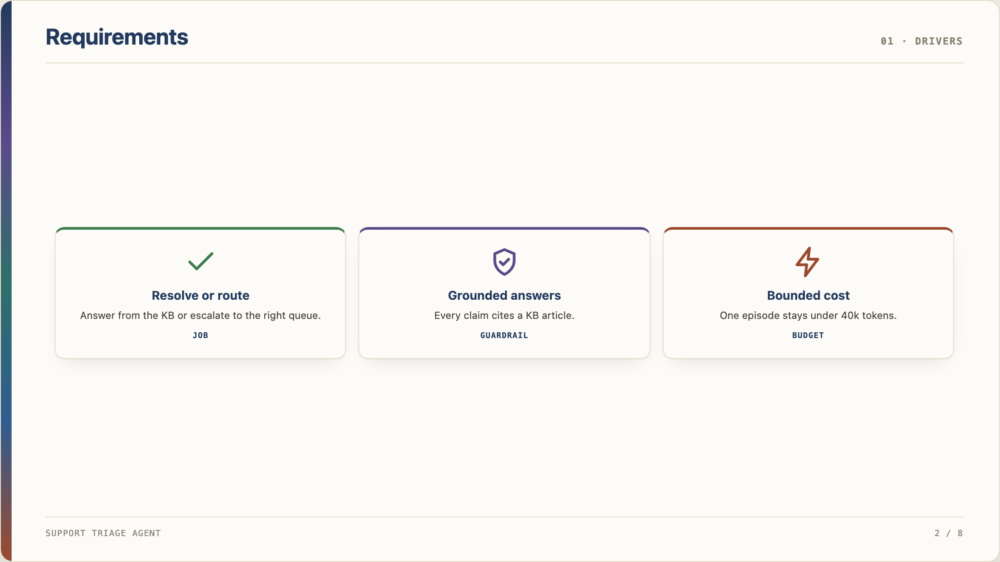 Requirements
01 · DRIVERS
Resolve or route
Answer from the KB or escalate to the right queue.
JOB
Grounded answers
Every claim cites a KB article.
GUARDRAIL
Bounded cost
One episode stays under 40k tokens.
BUDGET
SUPPORT TRIAGE AGENT
2 / 8